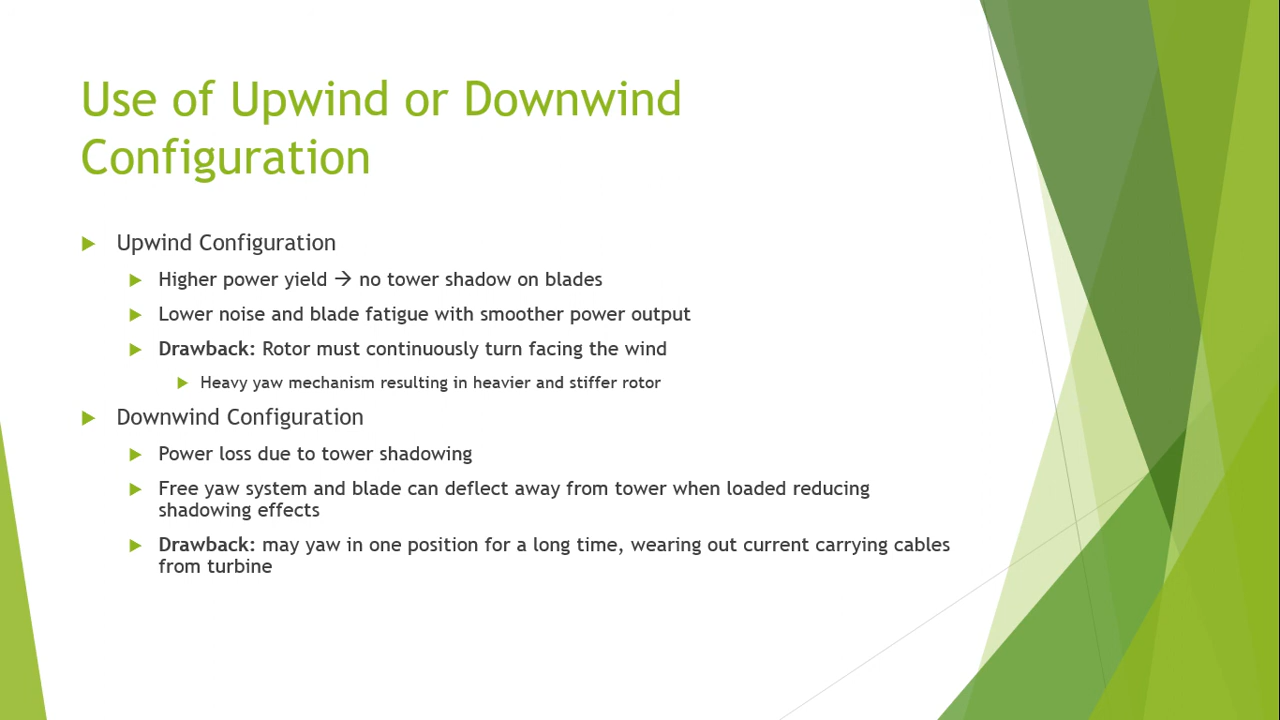 Use of Upwind or Downwind
Configuration
Upwind Configuration
Higher power yield → no tower shadow on blades
Lower noise and blade fatigue with smoother power output
Drawback: Rotor must continuously turn facing the wind
Heavy yaw mechanism resulting in heavier and stiffer rotor
Downwind Configuration
Power loss due to tower shadowing
Free yaw system and blade can deflect away from tower when loaded reducing
shadowing effects
Drawback: may yaw in one position for a long time, wearing out current carrying cables
from turbine